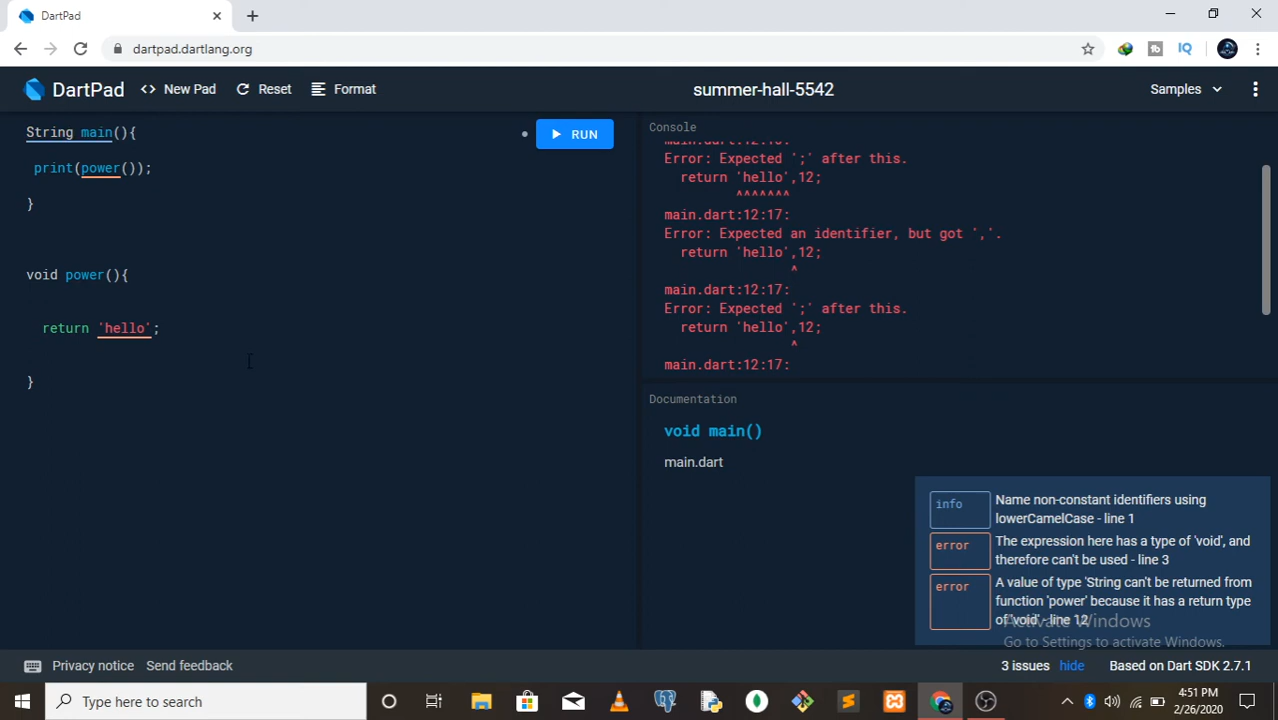 DartPad
dartpad.dartlang.org
DartPad
<> New Pad
Reset
Format
summer-hall-5542
Samples
String main(){
print(power());
}
void power(){
return 'hello';
}
RUN
Console
Error: Expected ';' after this.
return 'hello',12;
^^^^^^^
main.dart:12:17:
Error: Expected an identifier, but got ','.
return 'hello',12;
^
main.dart:12:17:
Error: Expected ';' after this.
return 'hello',12;
^
main.dart:12:17:
Documentation
void main()
main.dart
info
Name non-constant identifiers using
lowerCamelCase - line 1
error
The expression here has a type of 'void', and
therefore can't be used - line 3
error
A value of type 'String can't be returned from
function 'power' because it has a return type
of 'void' - line 12
Activate Windows
Go to Settings to activate Windows.
Privacy notice
Send feedback
3 issues
hide
Based on Dart SDK 2.7.1
Type here to search
4:51 PM
2/26/2020